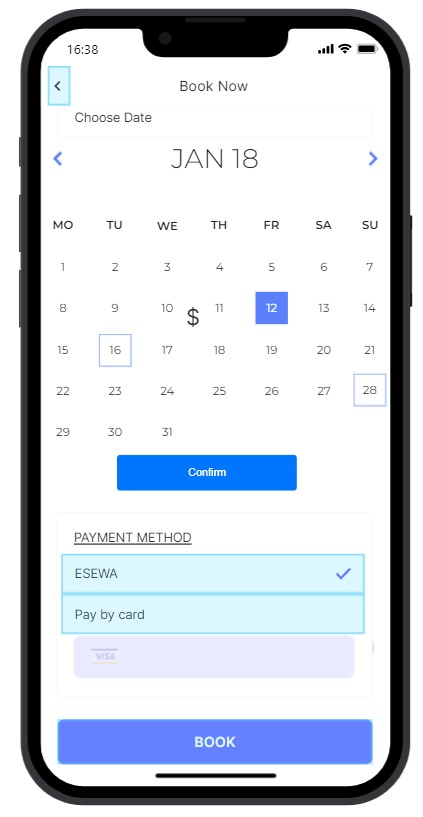 16:38
Book Now
Choose Date
JAN 18
MO TU WE TH FR SA SU
1 2 3 4 5 6 7
8 9 10 $ 11 12 13 14
15 16 17 18 19 20 21
22 23 24 25 26 27 28
29 30 31
Confirm
PAYMENT METHOD
ESEWA
Pay by card
VISA
BOOK